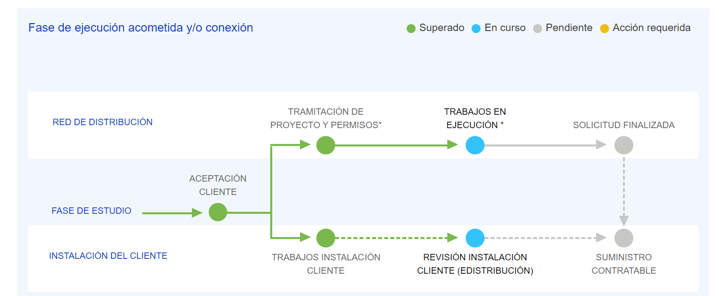 Fase de ejecución acometida y/o conexión
Superado
En curso
Pendiente
Acción requerida
RED DE DISTRIBUCIÓN
TRAMITACIÓN DE
PROYECTO Y PERMISOS*
TRABAJOS EN
EJECUCIÓN *
SOLICITUD FINALIZADA
ACEPTACIÓN
CLIENTE
FASE DE ESTUDIO
INSTALACIÓN DEL CLIENTE
TRABAJOS INSTALACIÓN
CLIENTE
REVISIÓN INSTALACIÓN
CLIENTE (EDISTRIBUCIÓN)
SUMINISTRO
CONTRATABLE